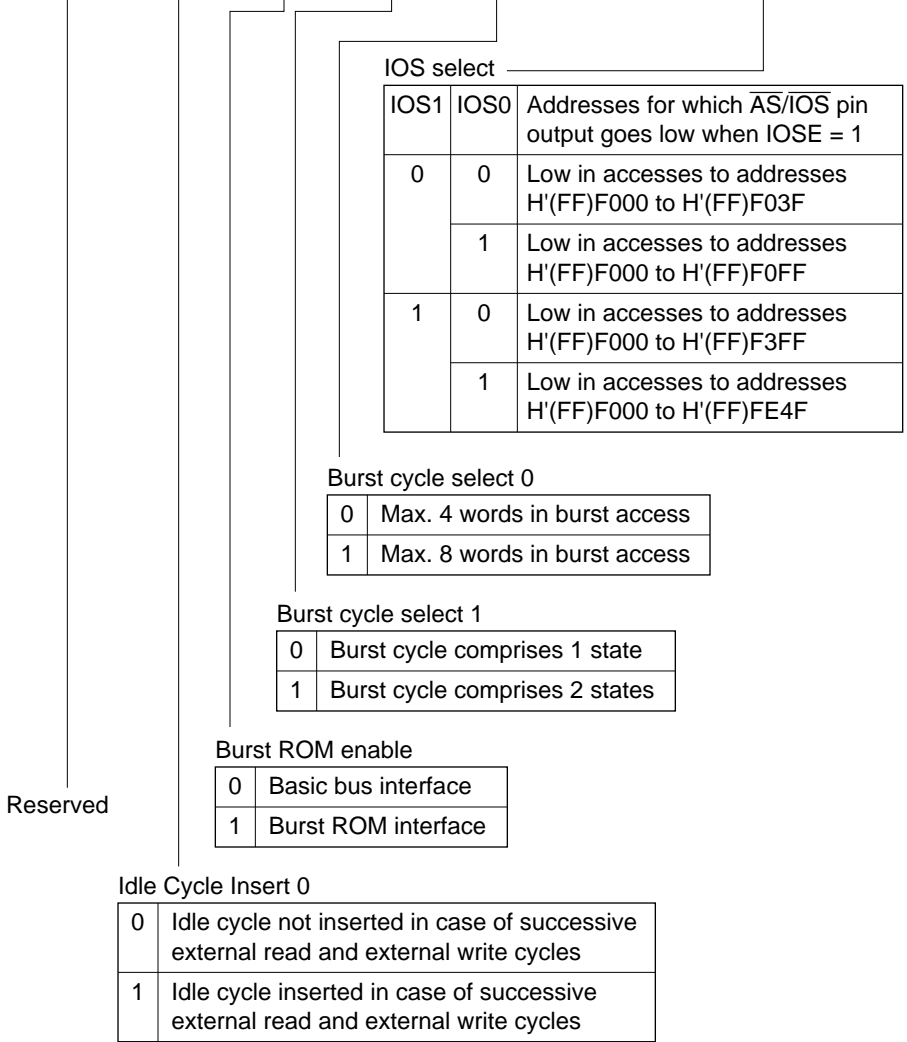 IOS select
IOS1 IOS0 Addresses for which A̅S̅/I̅O̅S̅ pin
output goes low when IOSE = 1
0 0 Low in accesses to addresses
H'(FF)F000 to H'(FF)F03F
1 Low in accesses to addresses
H'(FF)F000 to H'(FF)F0FF
1 0 Low in accesses to addresses
H'(FF)F000 to H'(FF)F3FF
1 Low in accesses to addresses
H'(FF)F000 to H'(FF)FE4F
Burst cycle select 0
0 Max. 4 words in burst access
1 Max. 8 words in burst access
Burst cycle select 1
0 Burst cycle comprises 1 state
1 Burst cycle comprises 2 states
Burst ROM enable
0 Basic bus interface
1 Burst ROM interface
Reserved
Idle Cycle Insert 0
0 Idle cycle not inserted in case of successive
external read and external write cycles
1 Idle cycle inserted in case of successive
external read and external write cycles